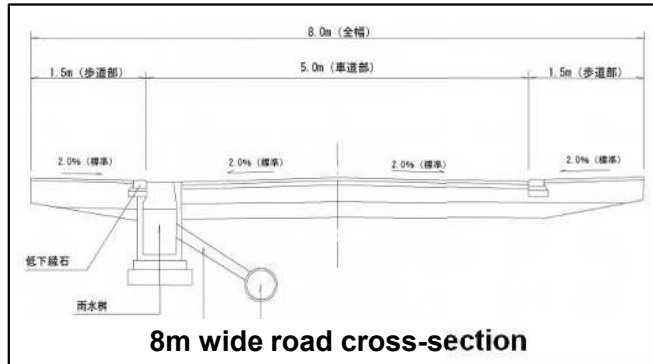 8.0m (全幅)
1.5m (歩道部)
5.0m (車道部)
1.5m (歩道部)
2.0% (標準)
2.0% (標準)
2.0% (標準)
2.0% (標準)
低下縁石
雨水桝
8m wide road cross-section